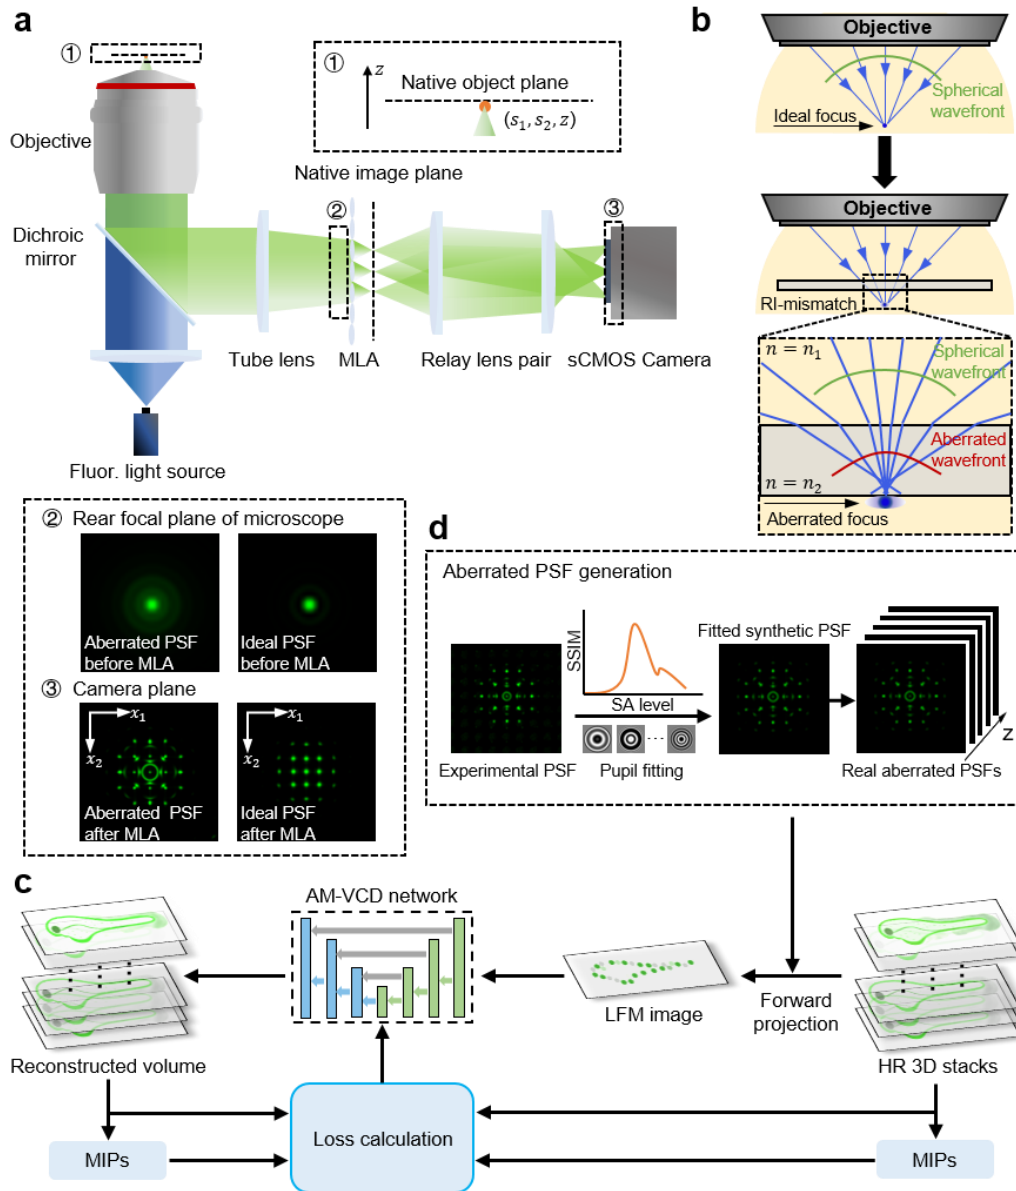 a
①
①
z
Native object plane
(s₁, s₂, z)
Objective
Native image plane
②
③
Dichroic
mirror
Tube lens
MLA
Relay lens pair
sCMOS Camera
Fluor. light source
b
Objective
Spherical
wavefront
Ideal focus
Objective
RI-mismatch
n = n₁
Spherical
wavefront
Aberrated
wavefront
n = n₂
Aberrated focus
② Rear focal plane of microscope
Aberrated PSF
before MLA
Ideal PSF
before MLA
③ Camera plane
x₁
x₂
Aberrated PSF
after MLA
x₁
x₂
Ideal PSF
after MLA
d
Aberrated PSF generation
SSIM
SA level
Fitted synthetic PSF
Experimental PSF
Pupil fitting
Real aberrated PSFs
z
c
AM-VCD network
Reconstructed volume
LFM image
Forward
projection
HR 3D stacks
Loss calculation
MIPs
MIPs